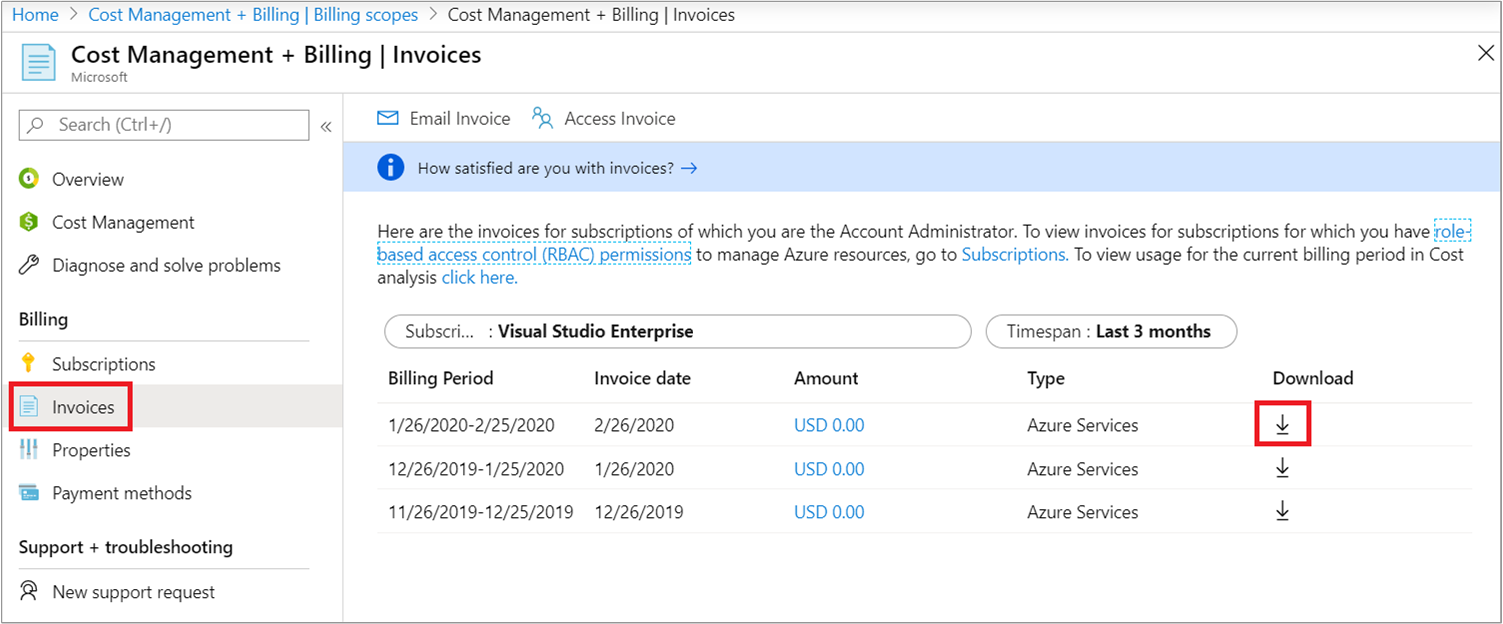 Home > Cost Management + Billing | Billing scopes > Cost Management + Billing | Invoices
Cost Management + Billing | Invoices
Microsoft
Search (Ctrl+/)
Overview
Cost Management
Diagnose and solve problems
Billing
Subscriptions
Invoices
Properties
Payment methods
Support + troubleshooting
New support request
Email Invoice Access Invoice
How satisfied are you with invoices? →
Here are the invoices for subscriptions of which you are the Account Administrator. To view invoices for subscriptions for which you have role-
based access control (RBAC) permissions to manage Azure resources, go to Subscriptions. To view usage for the current billing period in Cost
analysis click here.
Subscri... : Visual Studio Enterprise Timespan : Last 3 months
Billing Period Invoice date Amount Type Download
1/26/2020-2/25/2020 2/26/2020 USD 0.00 Azure Services
12/26/2019-1/25/2020 1/26/2020 USD 0.00 Azure Services
11/26/2019-12/25/2019 12/26/2019 USD 0.00 Azure Services